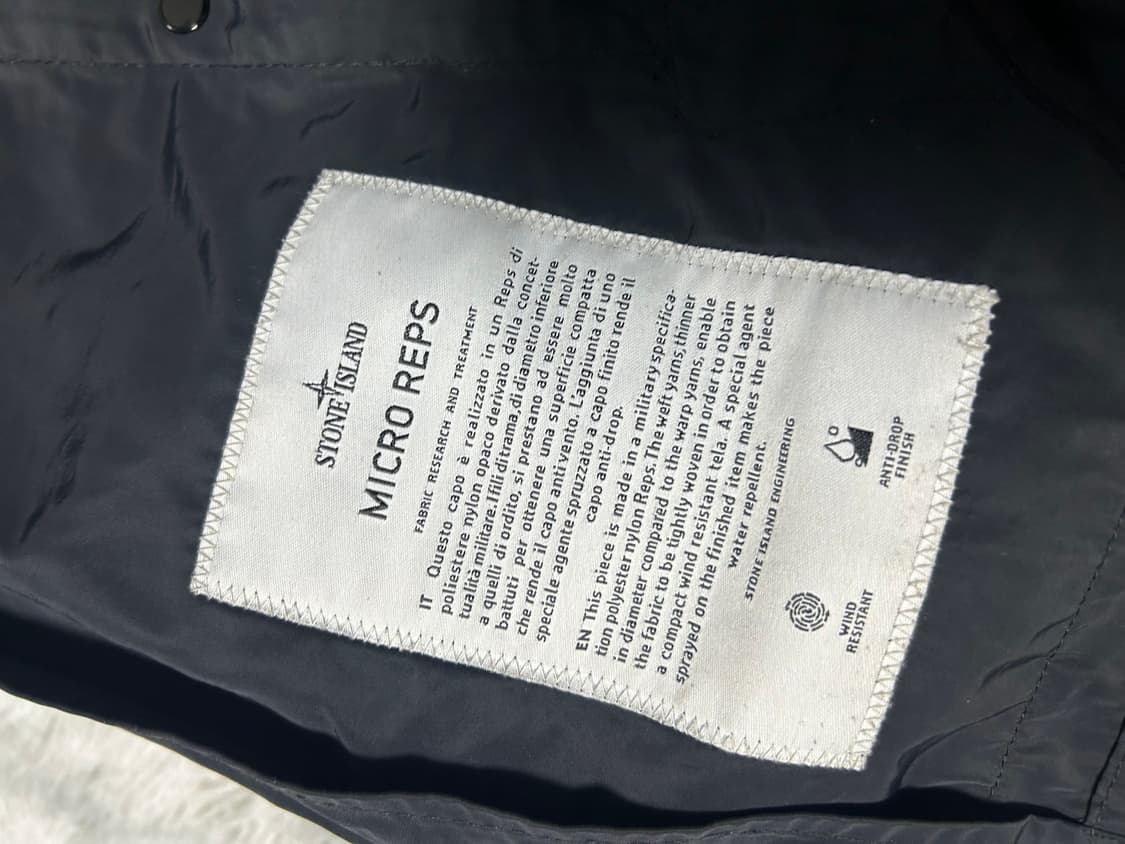 STONE ISLAND
MICRO REPS
FABRIC RESEARCH AND TREATMENT
IT Questo capo è realizzato in un Reps di
poliestere nylon opaco derivato dalla concet-
tualità militare. I fili di trama, di diametro inferiore
a quelli di ordito, si prestano ad essere molto
battuti per ottenere una superficie compatta
che rende il capo antivento. L'aggiunta di uno
speciale agente spruzzato a capo finito rende il
capo anti-drop.
EN This piece is made in a military specifica-
tion polyester nylon Reps. The weft yarns, thinner
in diameter compared to the warp yarns, enable
the fabric to be tightly woven in order to obtain
a compact wind resistant tela. A special agent
sprayed on the finished item makes the piece
water repellent.
STONE ISLAND ENGINEERING
WIND
RESISTANT
ANTI-DROP
FINISH